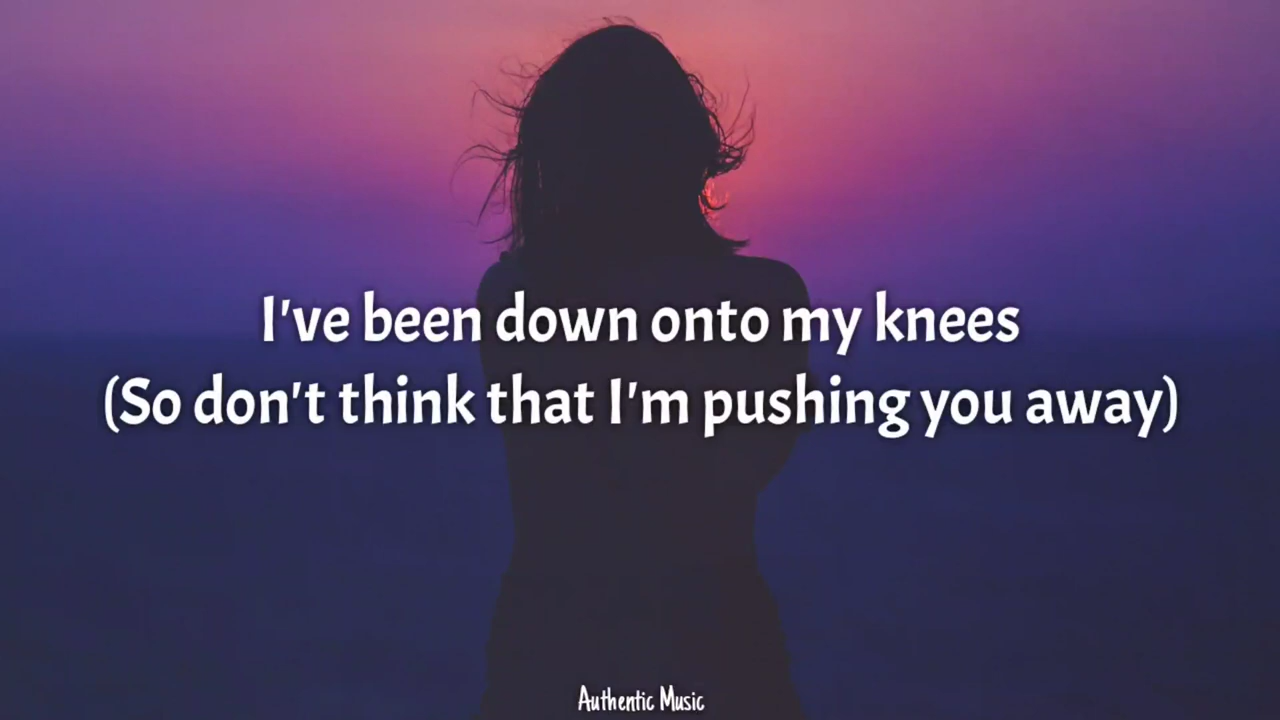 I've been down onto my knees
(So don't think that I'm pushing you away)
Authentic Music